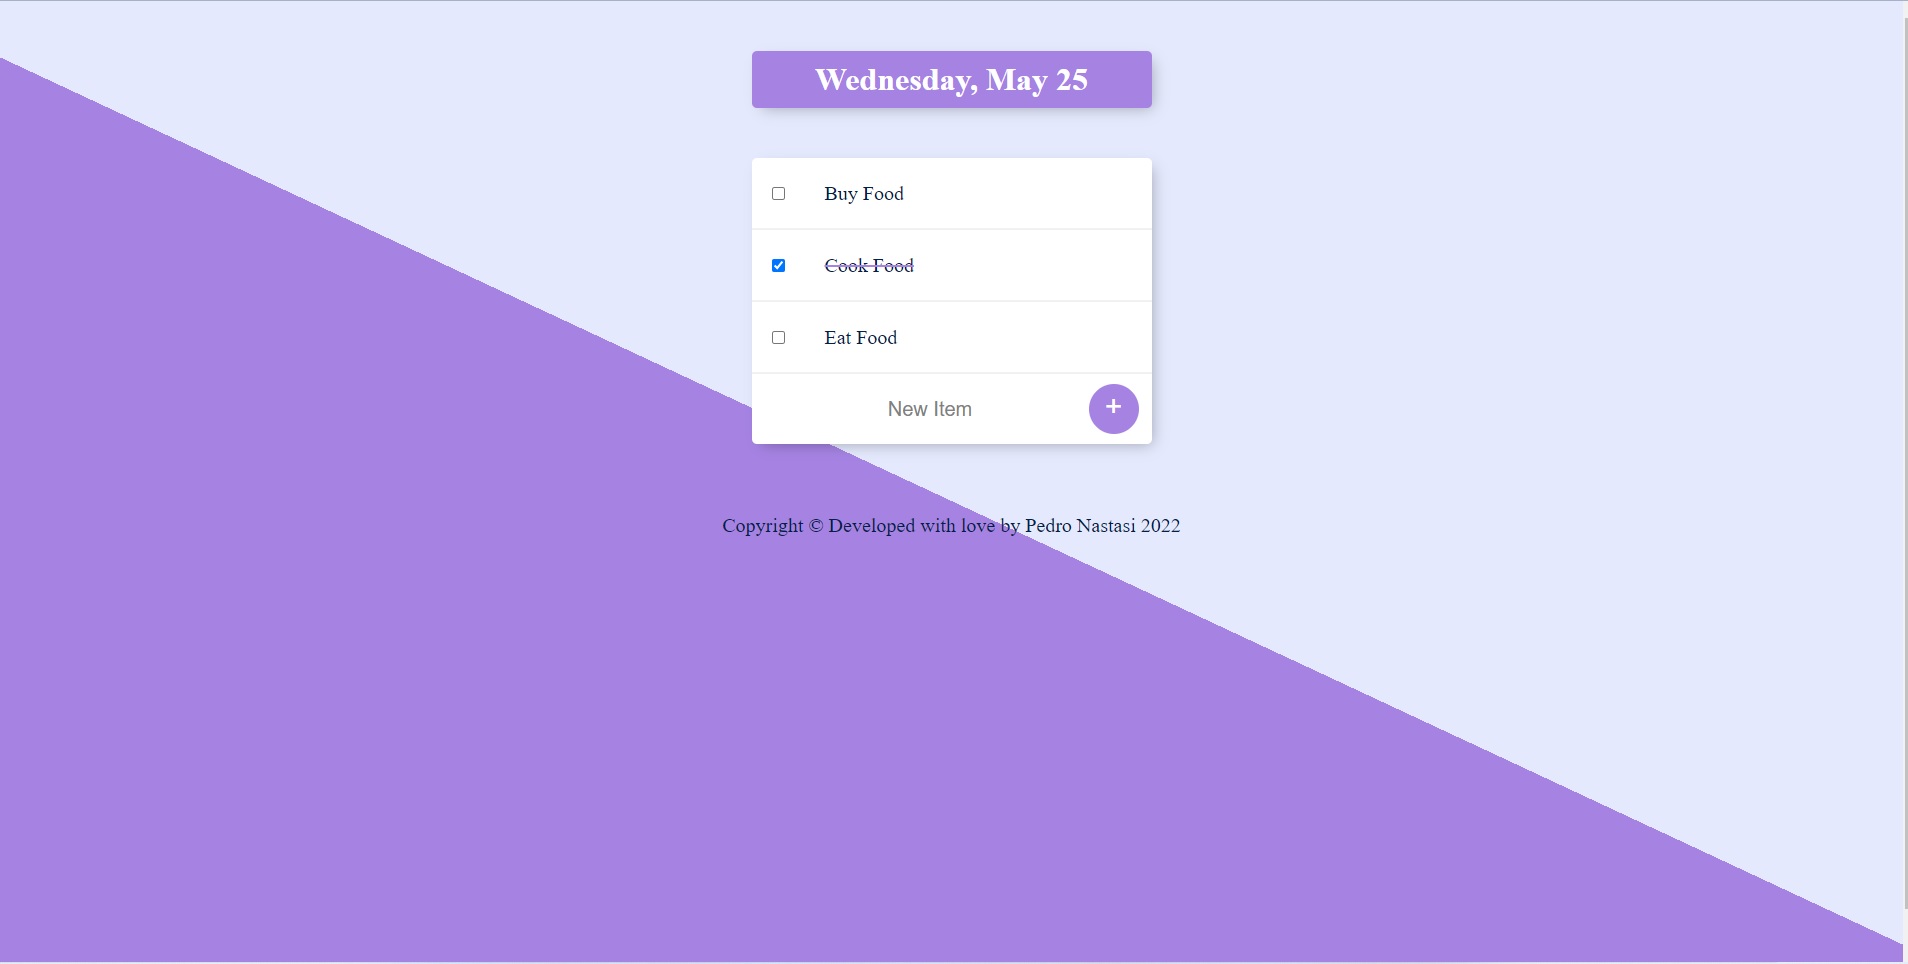 Wednesday, May 25
Buy Food
Cook Food
Eat Food
New Item +
Copyright © Developed with love by Pedro Nastasi 2022